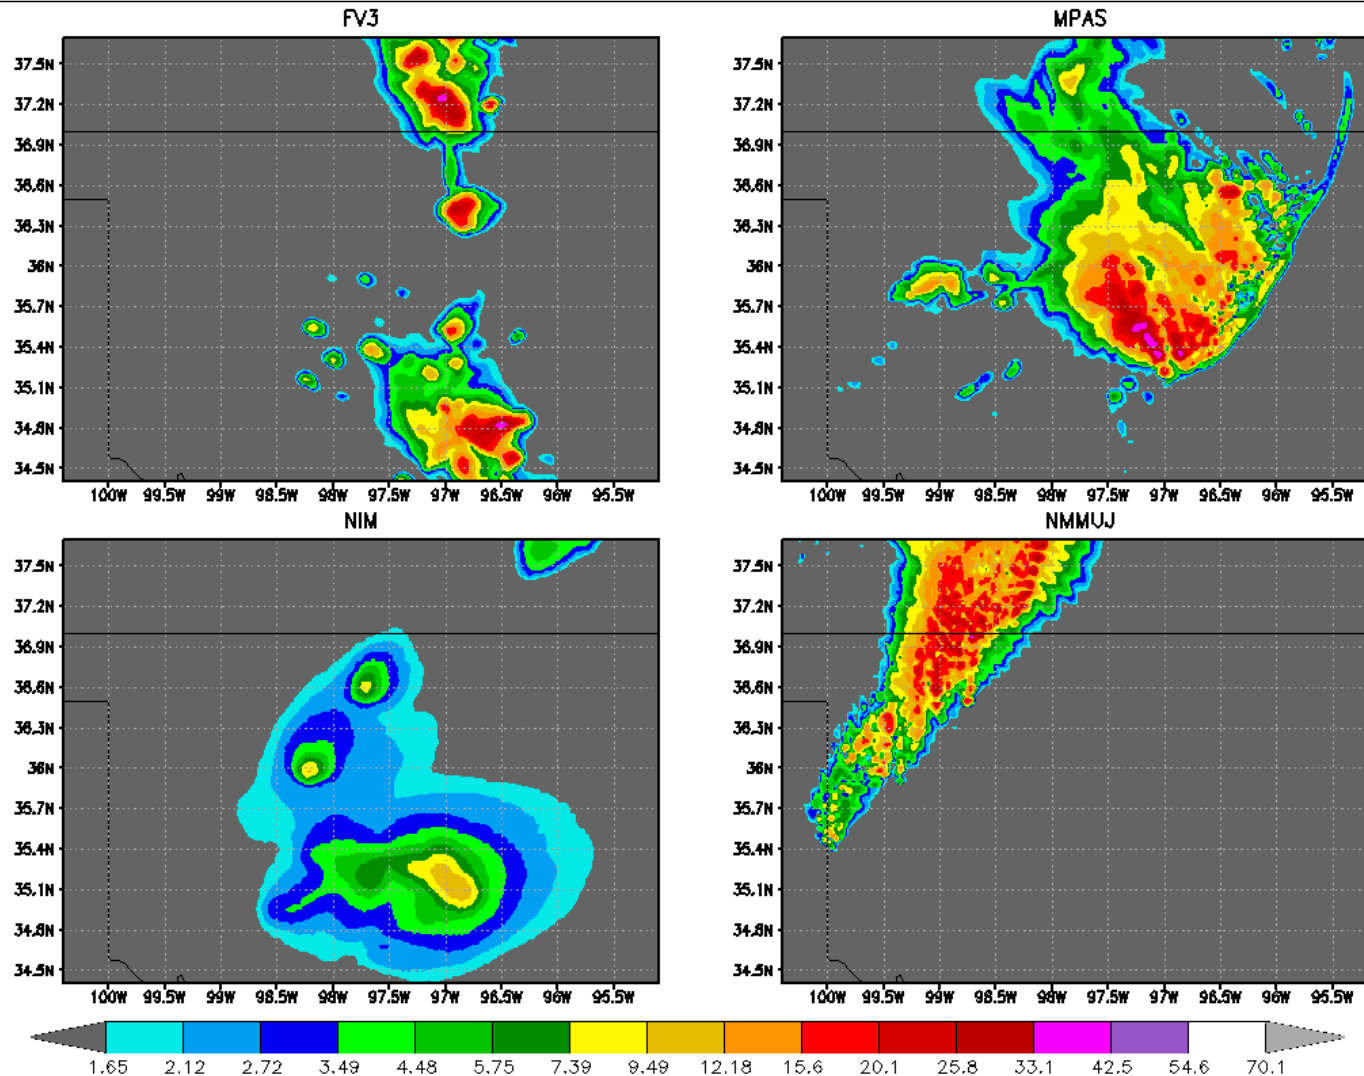 FV3
MPAS
37.5N
37.2N
36.9N
36.6N
36.3N
36N
35.7N
35.4N
35.1N
34.8N
34.5N
100W 99.5W 99W 98.5W 98W 97.5W 97W 96.5W 96W 95.5W
37.5N
37.2N
36.9N
36.6N
36.3N
36N
35.7N
35.4N
35.1N
34.8N
34.5N
100W 99.5W 99W 98.5W 98W 97.5W 97W 96.5W 96W 95.5W
NIM
NMMUJ
37.5N
37.2N
36.9N
36.6N
36.3N
36N
35.7N
35.4N
35.1N
34.8N
34.5N
100W 99.5W 99W 98.5W 98W 97.5W 97W 96.5W 96W 95.5W
37.5N
37.2N
36.9N
36.6N
36.3N
36N
35.7N
35.4N
35.1N
34.8N
34.5N
100W 99.5W 99W 98.5W 98W 97.5W 97W 96.5W 96W 95.5W
1.65 2.12 2.72 3.49 4.48 5.75 7.39 9.49 12.18 15.6 20.1 25.8 33.1 42.5 54.6 70.1